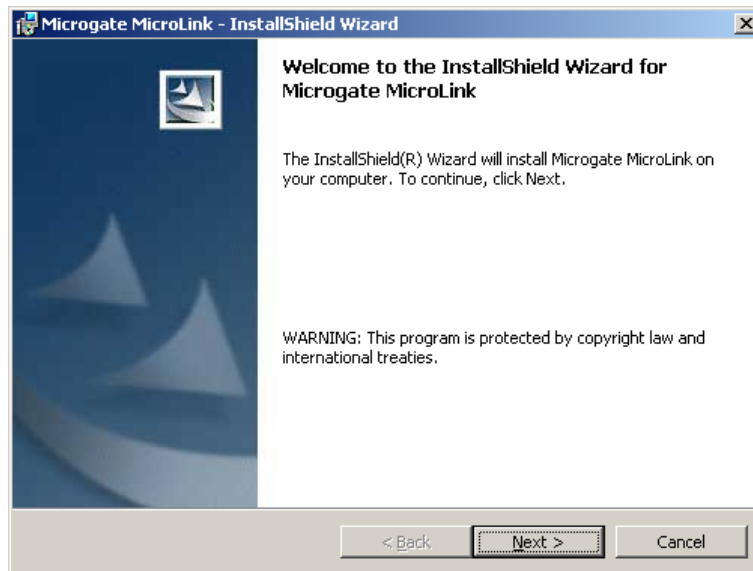 Microgate MicroLink - InstallShield Wizard
Welcome to the InstallShield Wizard for
Microgate MicroLink
The InstallShield(R) Wizard will install Microgate MicroLink on
your computer. To continue, click Next.
WARNING: This program is protected by copyright law and
international treaties.
< Back
Next >
Cancel